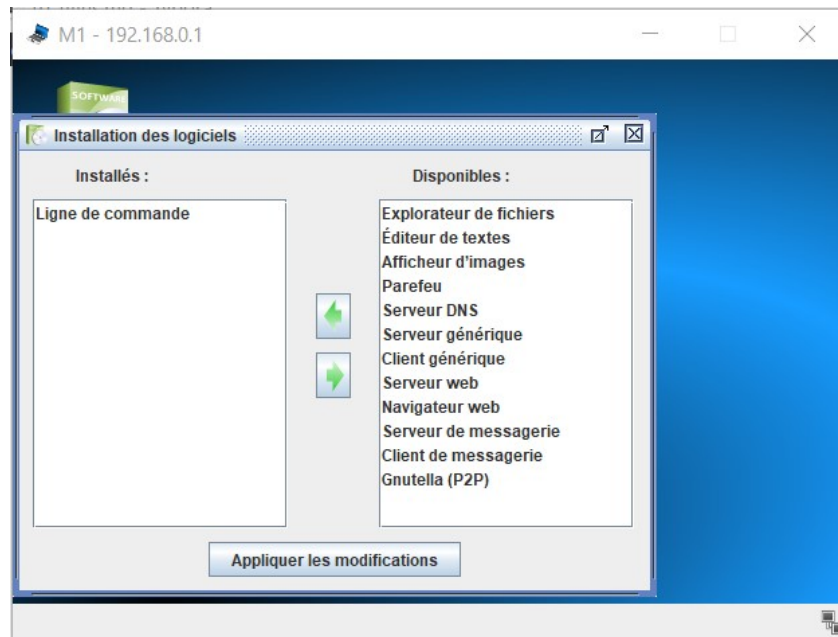 M1 - 192.168.0.1
SOFTWARE
Installation des logiciels
Installés :
Disponibles :
Ligne de commande
Explorateur de fichiers
Éditeur de textes
Afficheur d'images
Parefeu
Serveur DNS
Serveur générique
Client générique
Serveur web
Navigateur web
Serveur de messagerie
Client de messagerie
Gnutella (P2P)
Appliquer les modifications